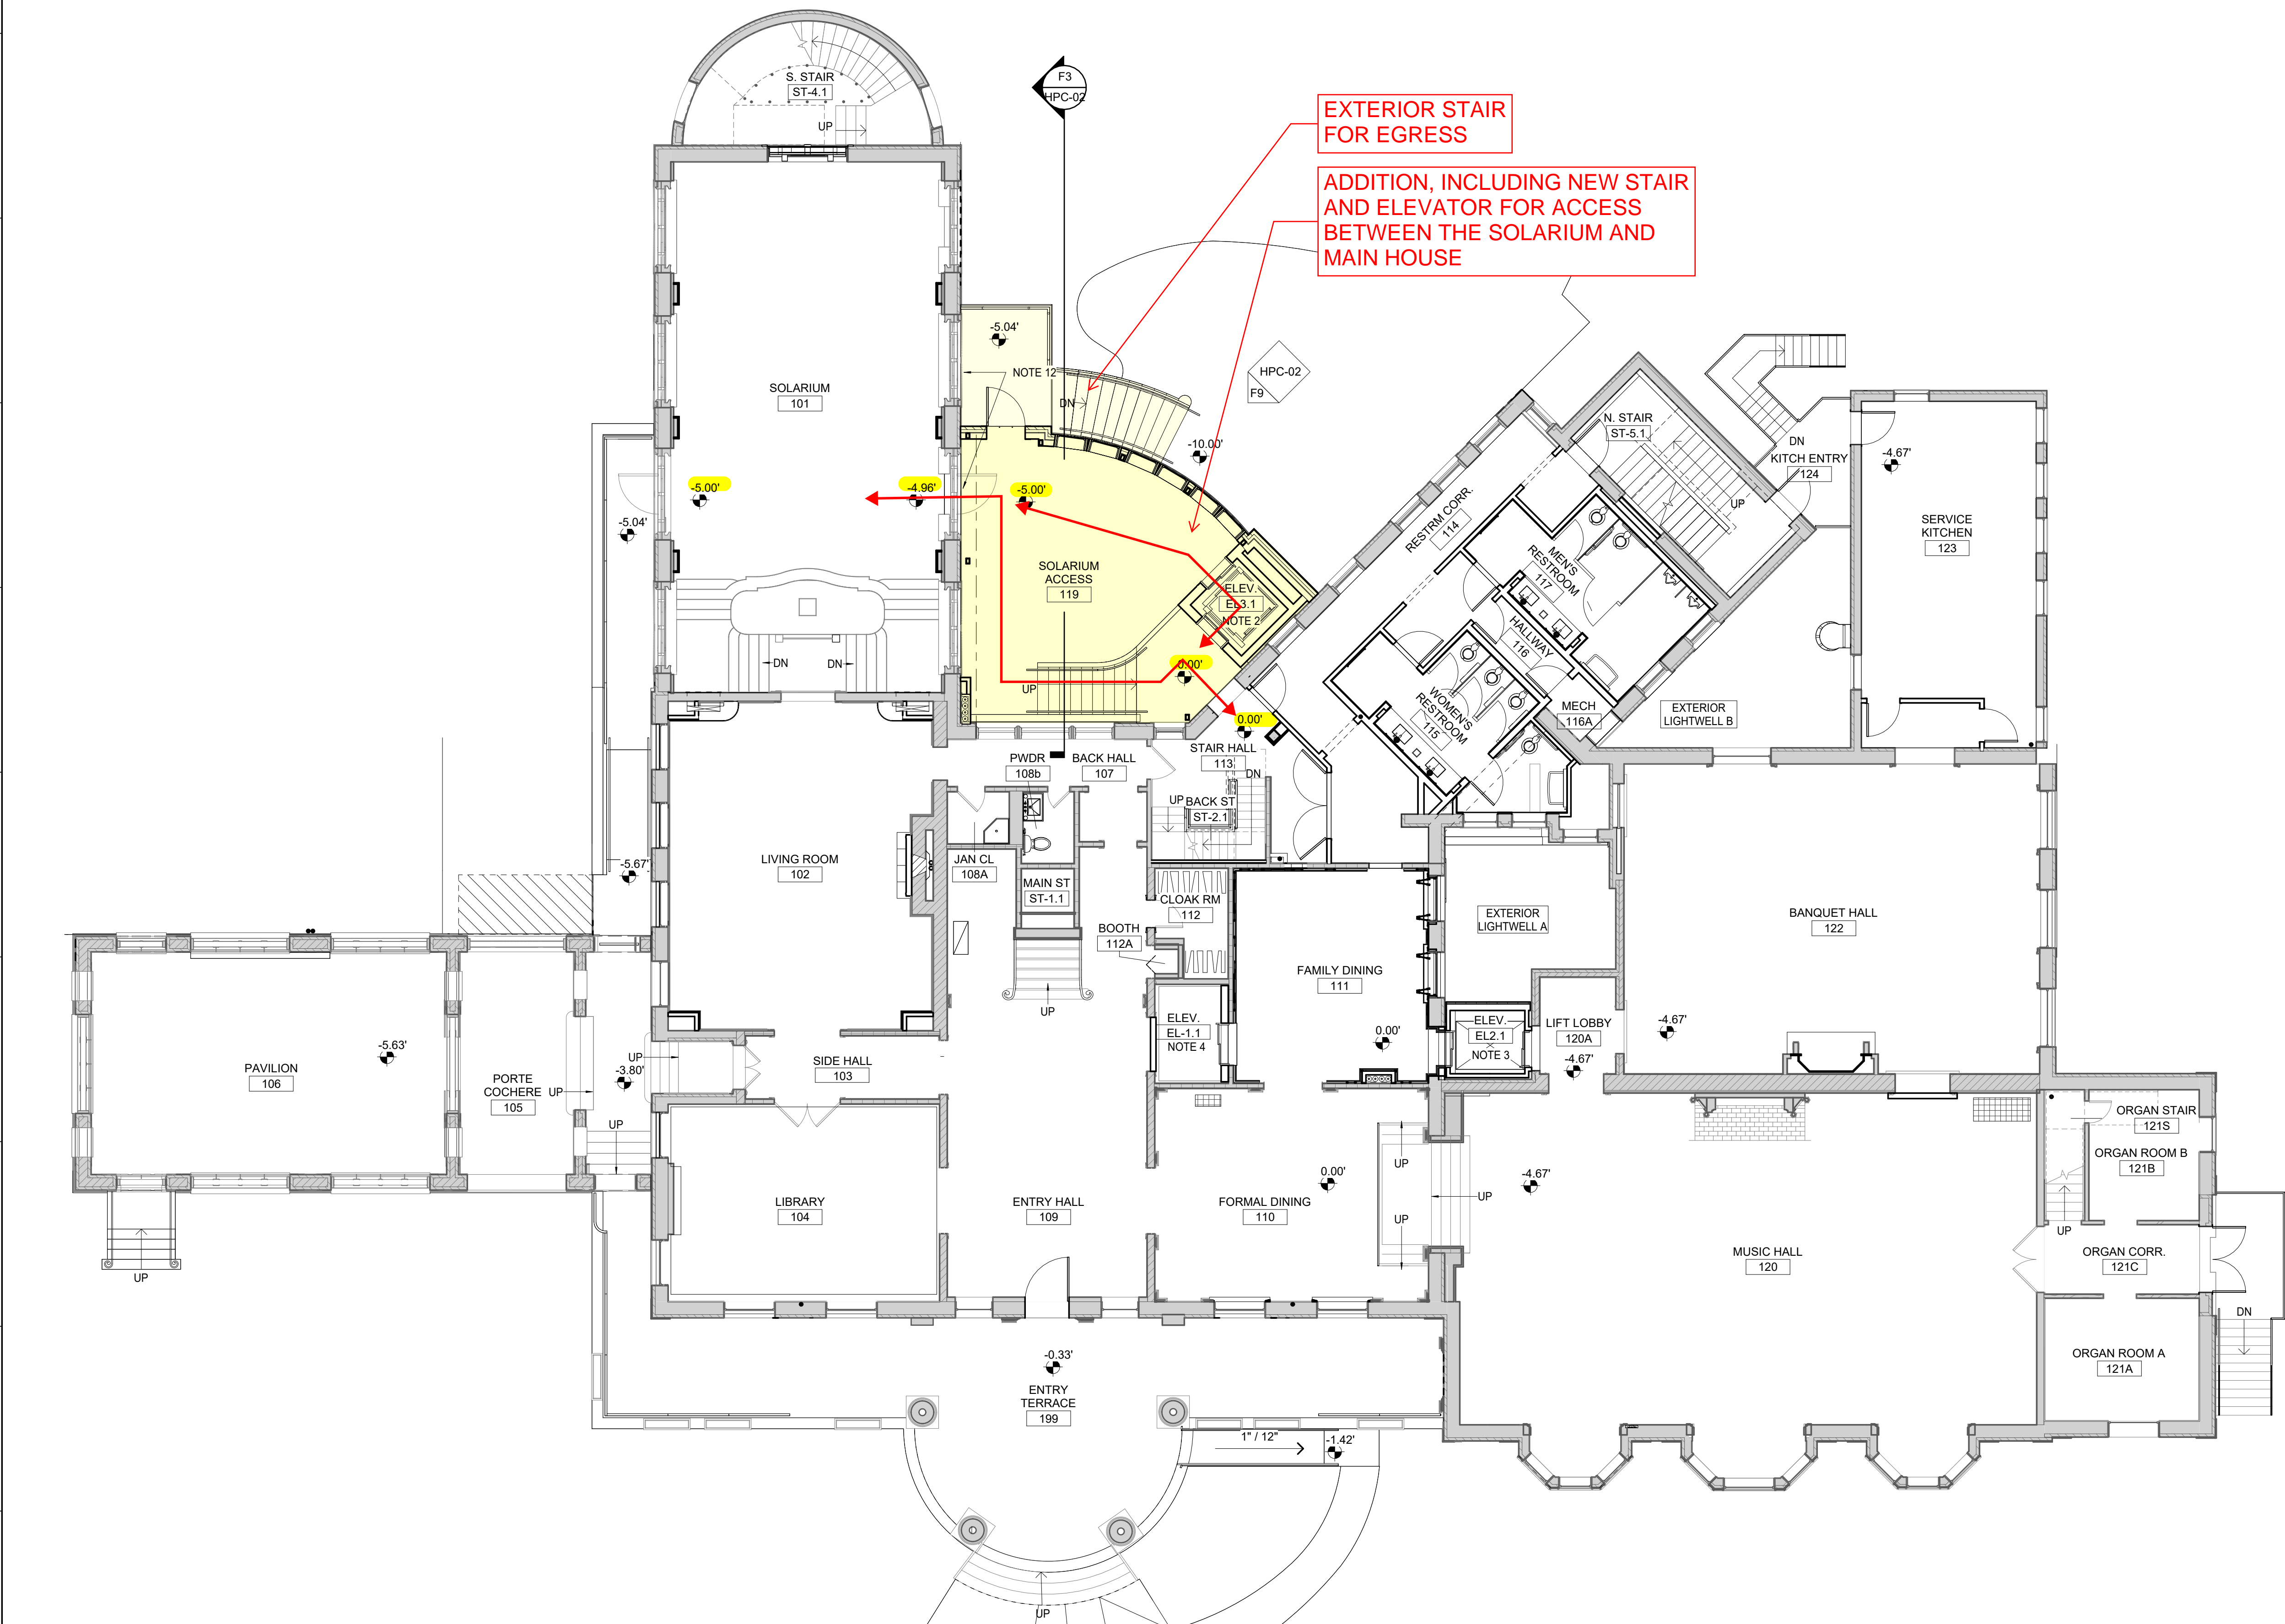 S. STAIR
ST-4.1
UP
F3
HPC-02
EXTERIOR STAIR
FOR EGRESS
ADDITION, INCLUDING NEW STAIR
AND ELEVATOR FOR ACCESS
BETWEEN THE SOLARIUM AND
MAIN HOUSE
-5.04'
NOTE 12
DN
HPC-02
F9
SOLARIUM
101
-10.00'
N. STAIR
ST-5.1
UP
DN
KITCH ENTRY
124
-4.67'
-5.00'
-4.96'
-5.00'
-5.04'
SERVICE
KITCHEN
123
RESTRM CORR.
114
MEN'S
RESTROOM
117
SOLARIUM
ACCESS
119
ELEV.
EL3.1
NOTE 2
HALLWAY
116
DN
DN
UP
0.00'
0.00'
WOMEN'S
RESTROOM
115
MECH
116A
EXTERIOR
LIGHTWELL B
PWDR
108b
BACK HALL
107
STAIR HALL
113
DN
UP
BACK ST
ST-2.1
LIVING ROOM
102
-5.67'
JAN CL
108A
MAIN ST
ST-1.1
CLOAK RM
112
BOOTH
112A
UP
EXTERIOR
LIGHTWELL A
BANQUET HALL
122
FAMILY DINING
111
ELEV.
EL-1.1
NOTE 4
0.00'
ELEV.
EL2.1
NOTE 3
LIFT LOBBY
120A
-4.67'
-4.67'
PAVILION
106
-5.63'
PORTE
COCHERE
105
UP
UP
-3.80'
UP
SIDE HALL
103
LIBRARY
104
ENTRY HALL
109
FORMAL DINING
110
0.00'
UP
UP
UP
-4.67'
MUSIC HALL
120
ORGAN STAIR
121S
ORGAN ROOM B
121B
UP
ORGAN CORR.
121C
ORGAN ROOM A
121A
DN
UP
-0.33'
ENTRY
TERRACE
199
1" / 12"
-1.42'
UP